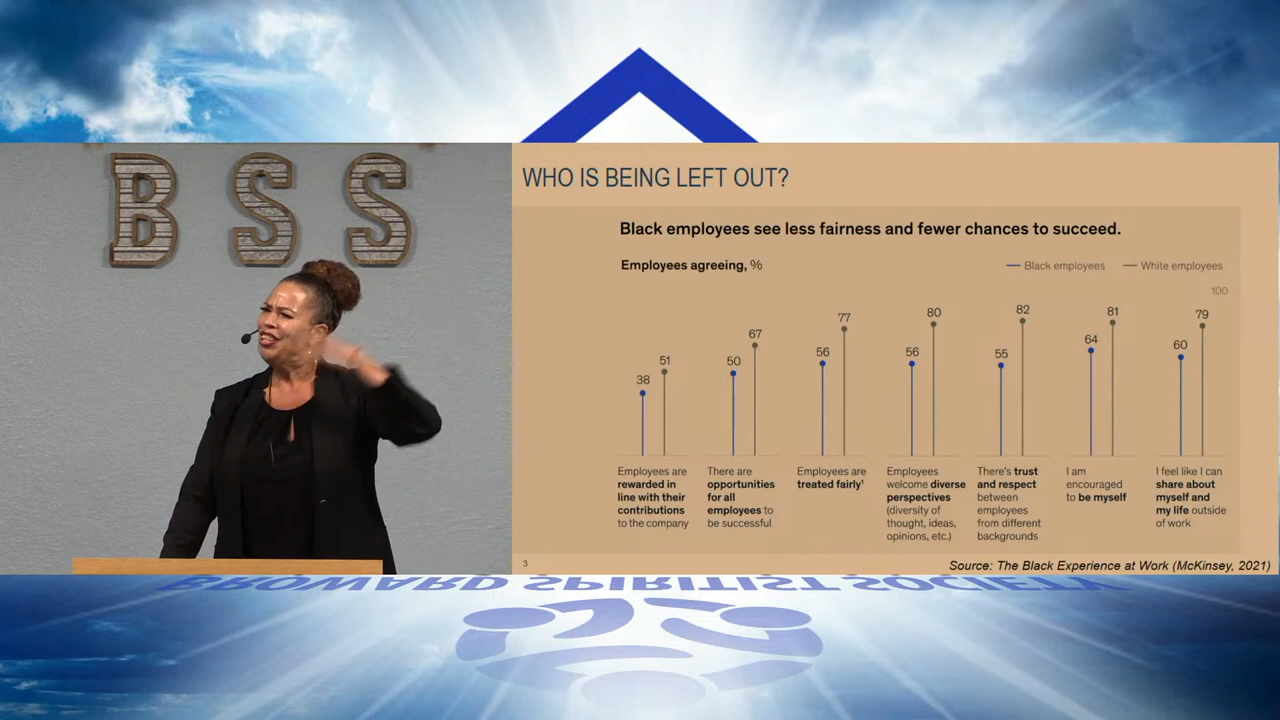 B S S
WHO IS BEING LEFT OUT?
Black employees see less fairness and fewer chances to succeed.
Employees agreeing, %
Black employees
White employees
100
38
51
50
67
56
77
56
80
55
82
64
81
60
79
Employees are
rewarded in
line with their
contributions
to the company
There are
opportunities
for all
employees to
be successful
Employees are
treated fairly¹
Employees
welcome diverse
perspectives
(diversity of
thought, ideas,
opinions, etc.)
There's trust
and respect
between
employees
from different
backgrounds
I am
encouraged
to be myself
I feel like I can
share about
myself and
my life outside
of work
3
Source: The Black Experience at Work (McKinsey, 2021)
BROWARD SPIRITIST SOCIETY